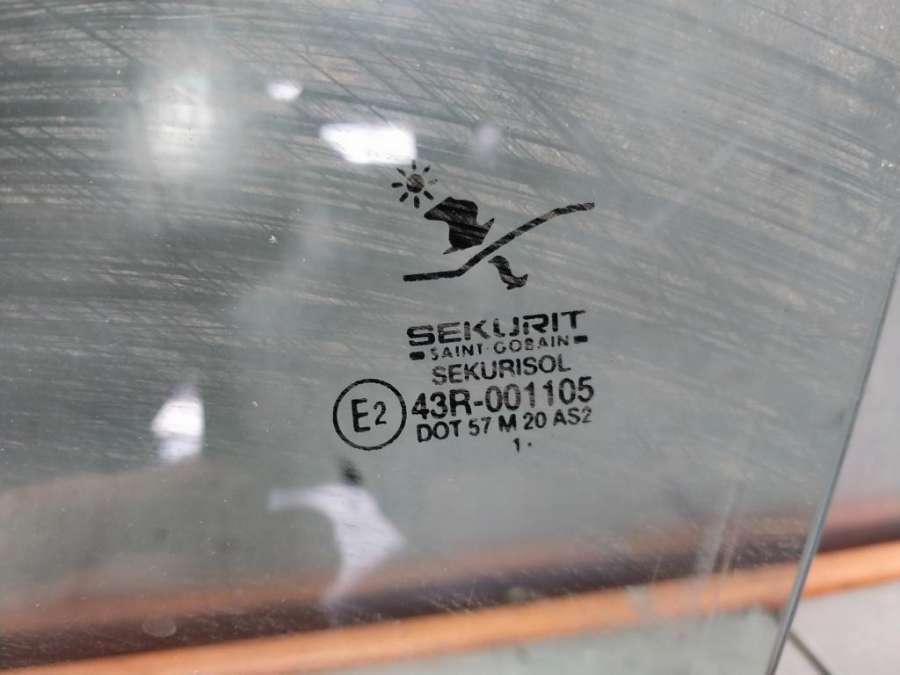 SEKURIT
SAINT-GOBAIN
SEKURISOL
E2 43R-001105
DOT 57 M 20 AS2
1.